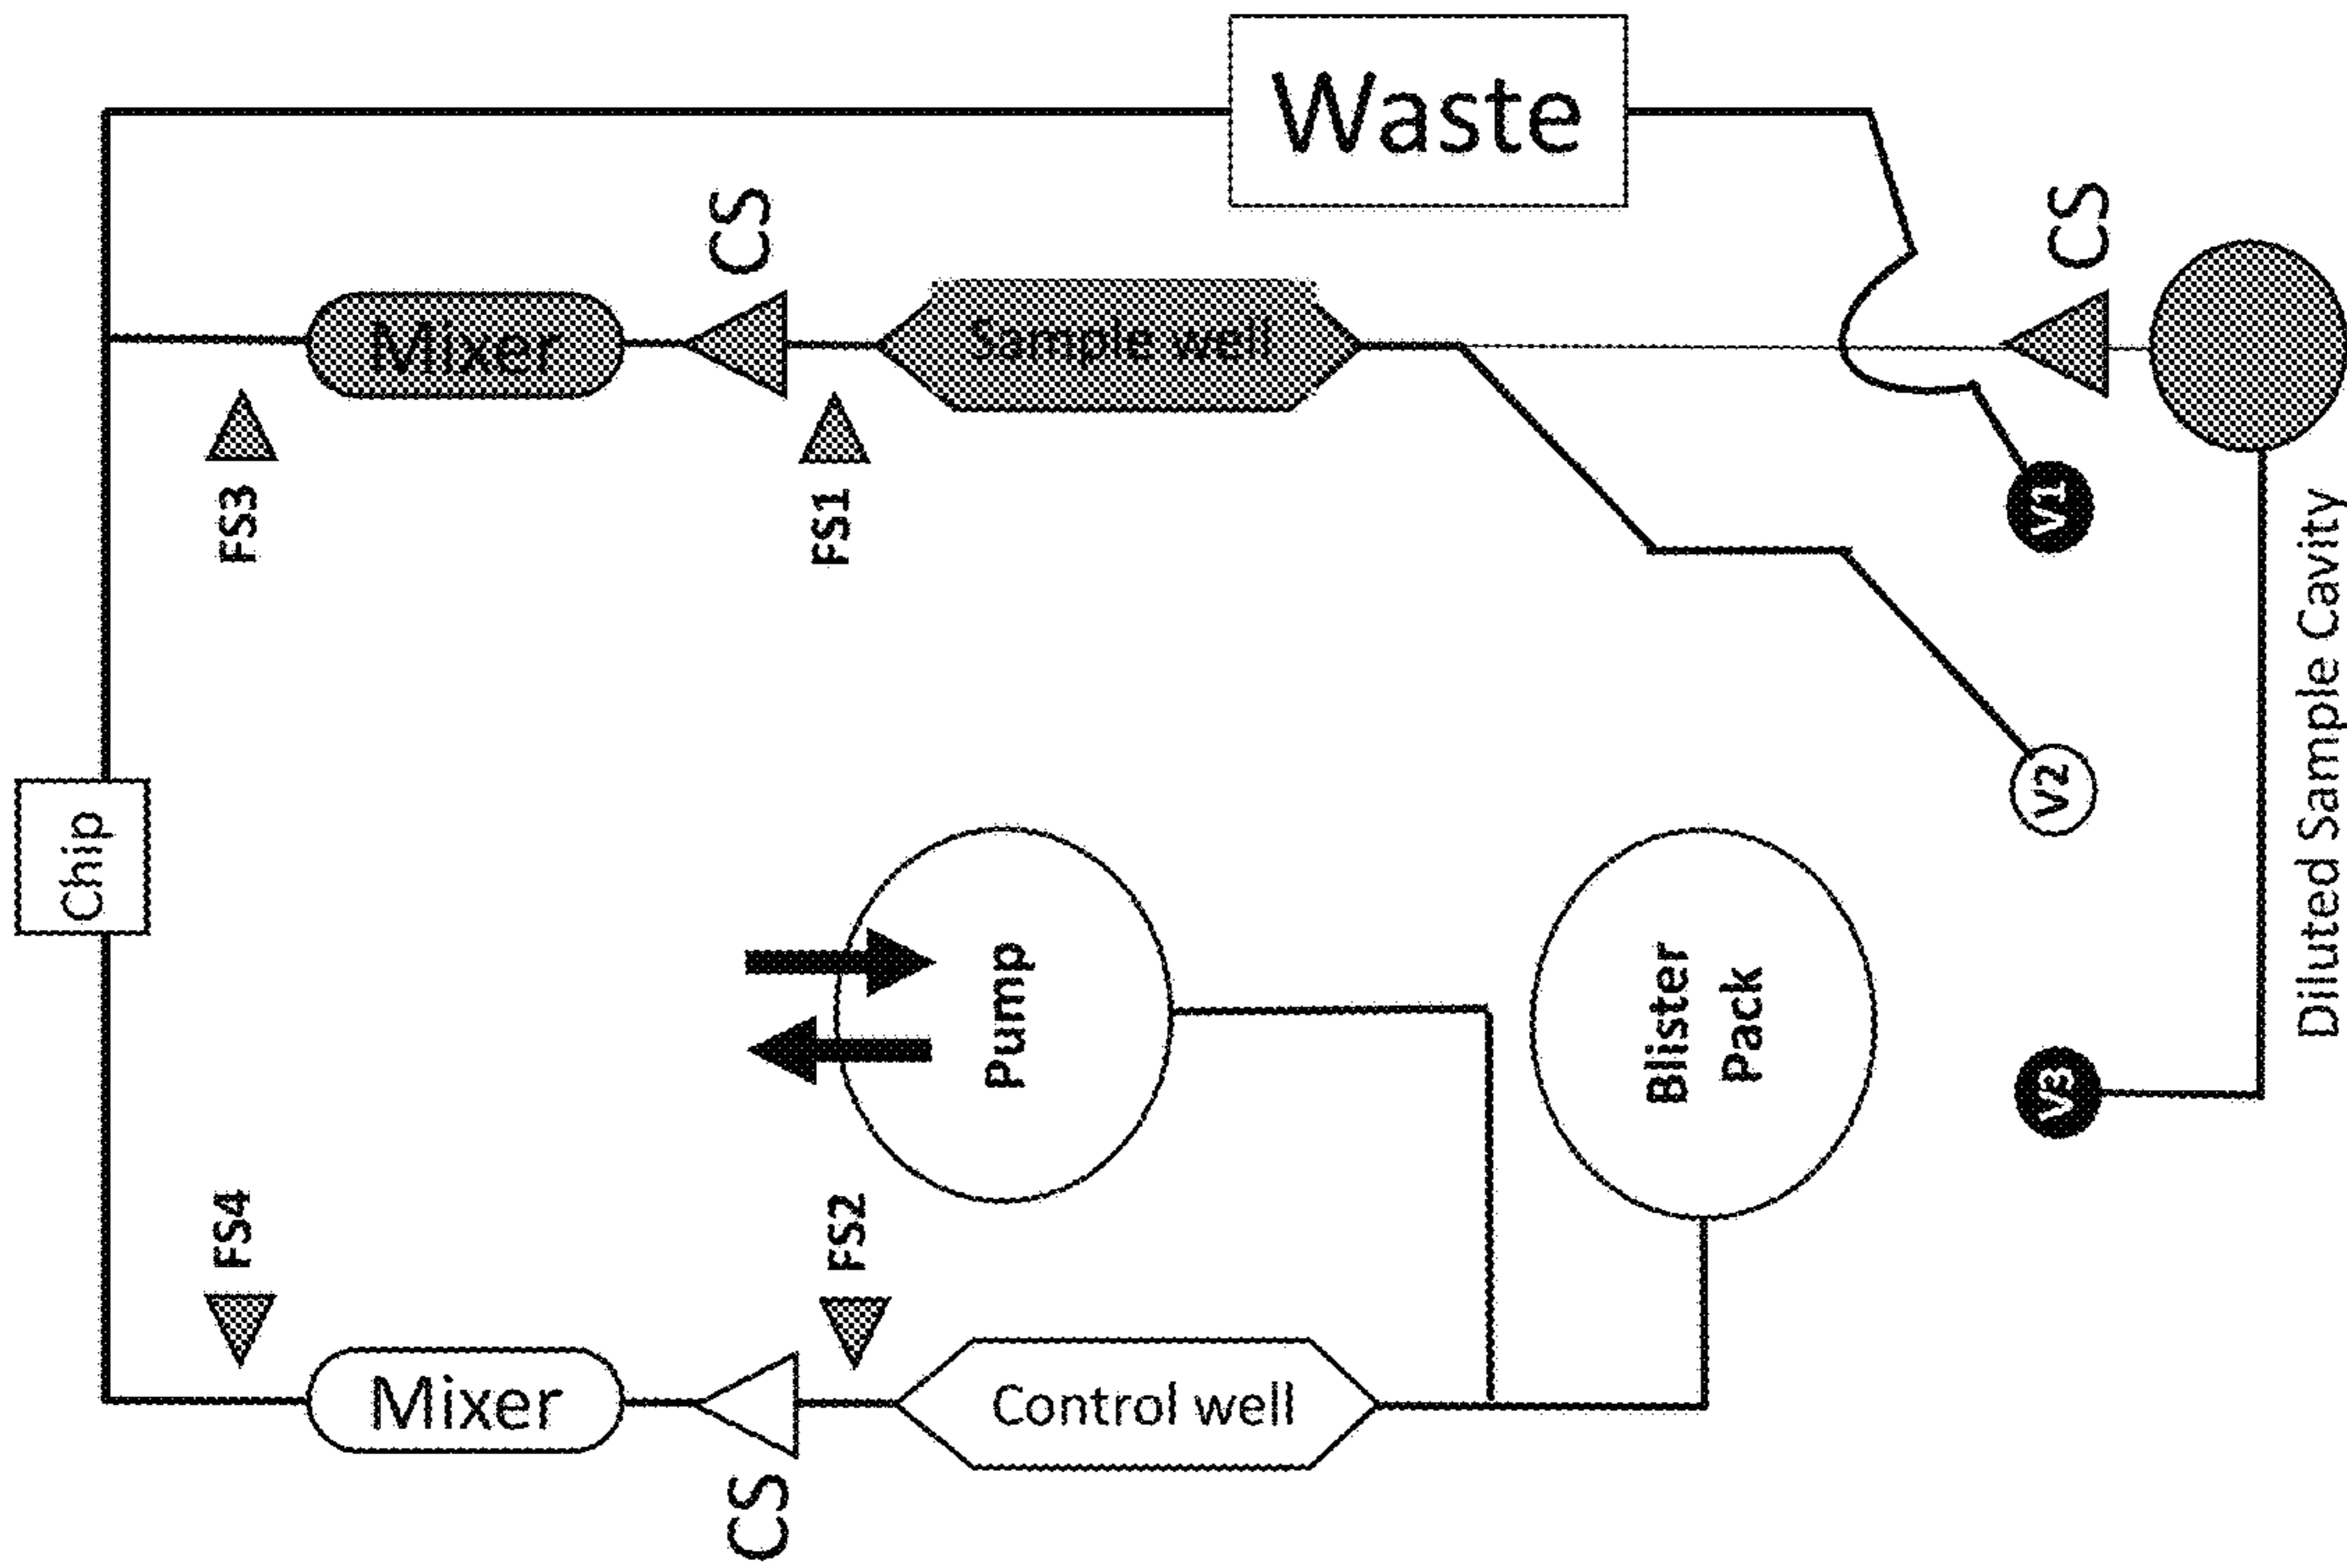 Waste
CS
CS
Mixer
Sample well
FS3
FS1
V1
Chip
V2
Diluted Sample Cavity
Pump
Blister
Pack
V3
FS4
FS2
Mixer
Control well
CS